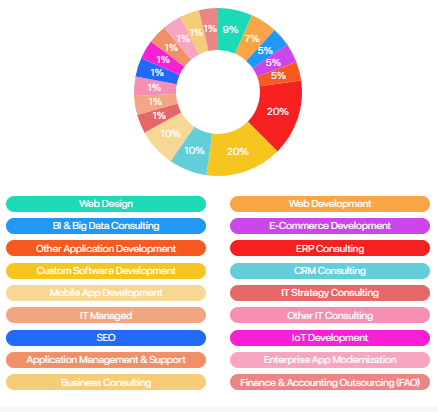 9%
7%
5%
5%
5%
20%
20%
10%
10%
1%
1%
1%
1%
1%
1%
1%
1%
1%
Web Design
Web Development
BI & Big Data Consulting
E-Commerce Development
Other Application Development
ERP Consulting
Custom Software Development
CRM Consulting
Mobile App Development
IT Strategy Consulting
IT Managed
Other IT Consulting
SEO
IoT Development
Application Management & Support
Enterprise App Modernization
Business Consulting
Finance & Accounting Outsourcing (FAO)